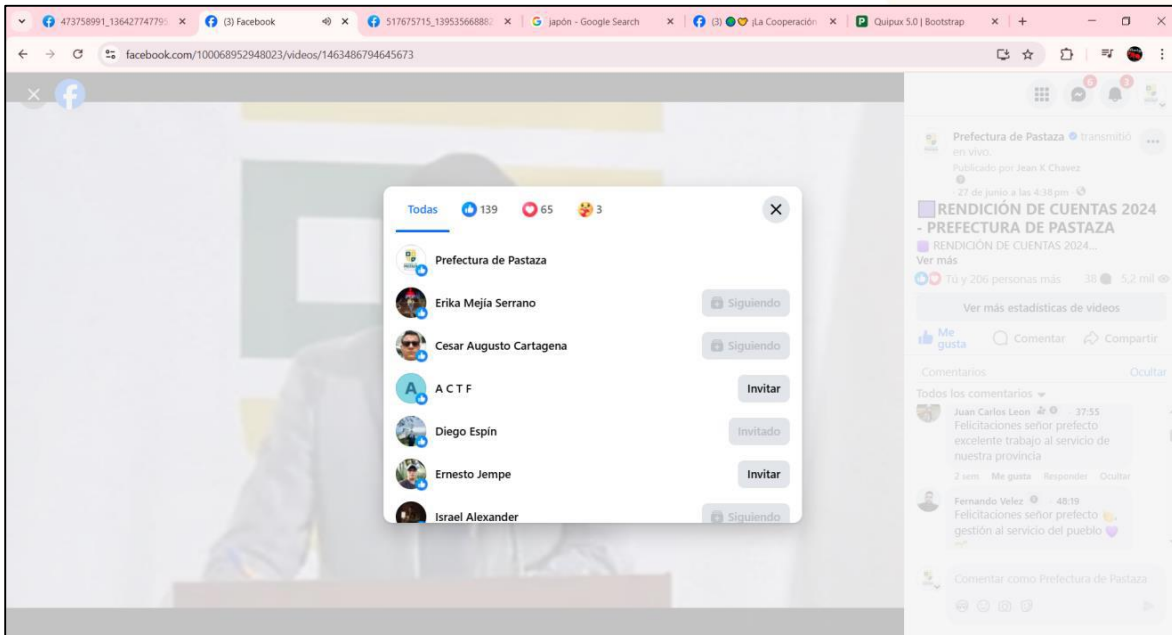 473758991_136427747795
(3) Facebook
517675715_13953566888
japón - Google Search
(3) 🌎💚 ¡La Cooperación
Quipux 5.0 | Bootstrap
facebook.com/100068952948023/videos/1463486794645673
Todas 139 65 3
Prefectura de Pastaza
Erika Mejía Serrano Siguiendo
Cesar Augusto Cartagena Siguiendo
A
A C T F Invitar
Diego Espín Invitado
Ernesto Jempe Invitar
Israel Alexander Siguiendo
6 3
Prefectura de Pastaza transmitió
en vivo.
Publicado por Jean K Chavez
27 de junio a las 4:38 pm ·
RENDICIÓN DE CUENTAS 2024
- PREFECTURA DE PASTAZA
RENDICIÓN DE CUENTAS 2024...
Ver más
Tú y 206 personas más 38 5,2 mil
Ver más estadísticas de videos
Me gusta Comentar Compartir
Comentarios Ocultar
Todos los comentarios
Juan Carlos Leon · 37:55
Felicitaciones señor prefecto
excelente trabajo al servicio de
nuestra provincia
2 sem Me gusta Responder Ocultar
Fernando Velez · 48:19
Felicitaciones señor prefecto 👏,
gestión al servicio del pueblo 💜
Comentar como Prefectura de Pastaza